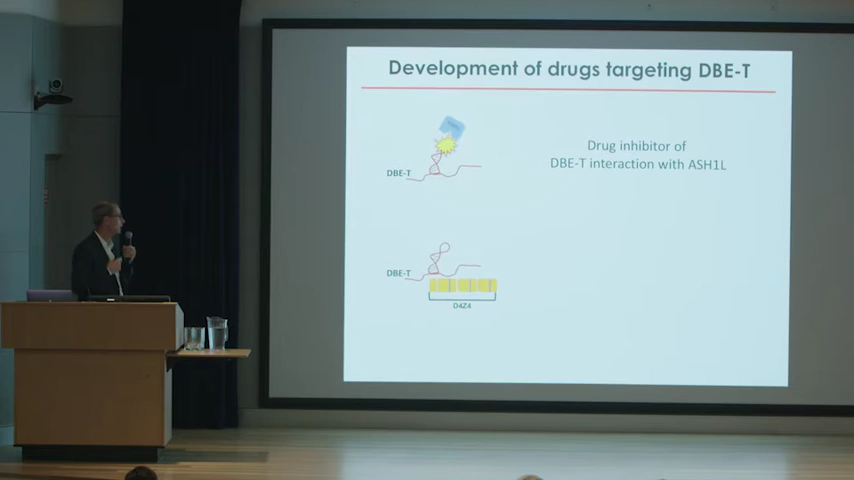 Development of drugs targeting DBE-T
Drug inhibitor of
DBE-T interaction with ASH1L
DBE-T
DBE-T
D4Z4